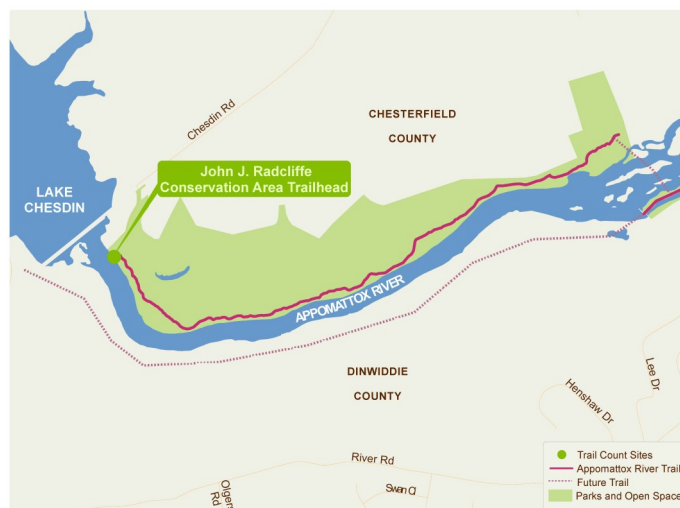 Chesdin Rd
CHESTERFIELD
COUNTY
John J. Radcliffe
Conservation Area Trailhead
LAKE
CHESDIN
APPOMATTOX RIVER
DINWIDDIE
COUNTY
Lee Dr
Henshaw Dr
River Rd
Olgers
Rd
Swan Ct
Trail Count Sites
Appomattox River Trail
Future Trail
Parks and Open Space